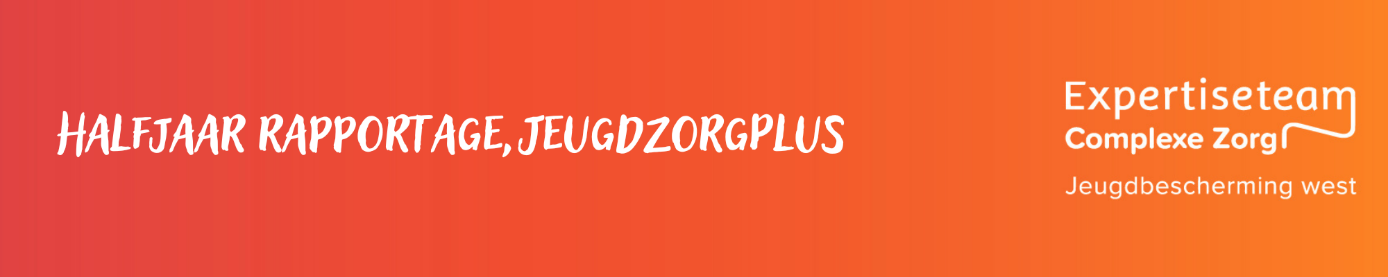 HALFJAAR RAPPORTAGE, JEUGDZORGPLUS
Expertiseteam
Complexe Zorg
Jeugdbescherming west